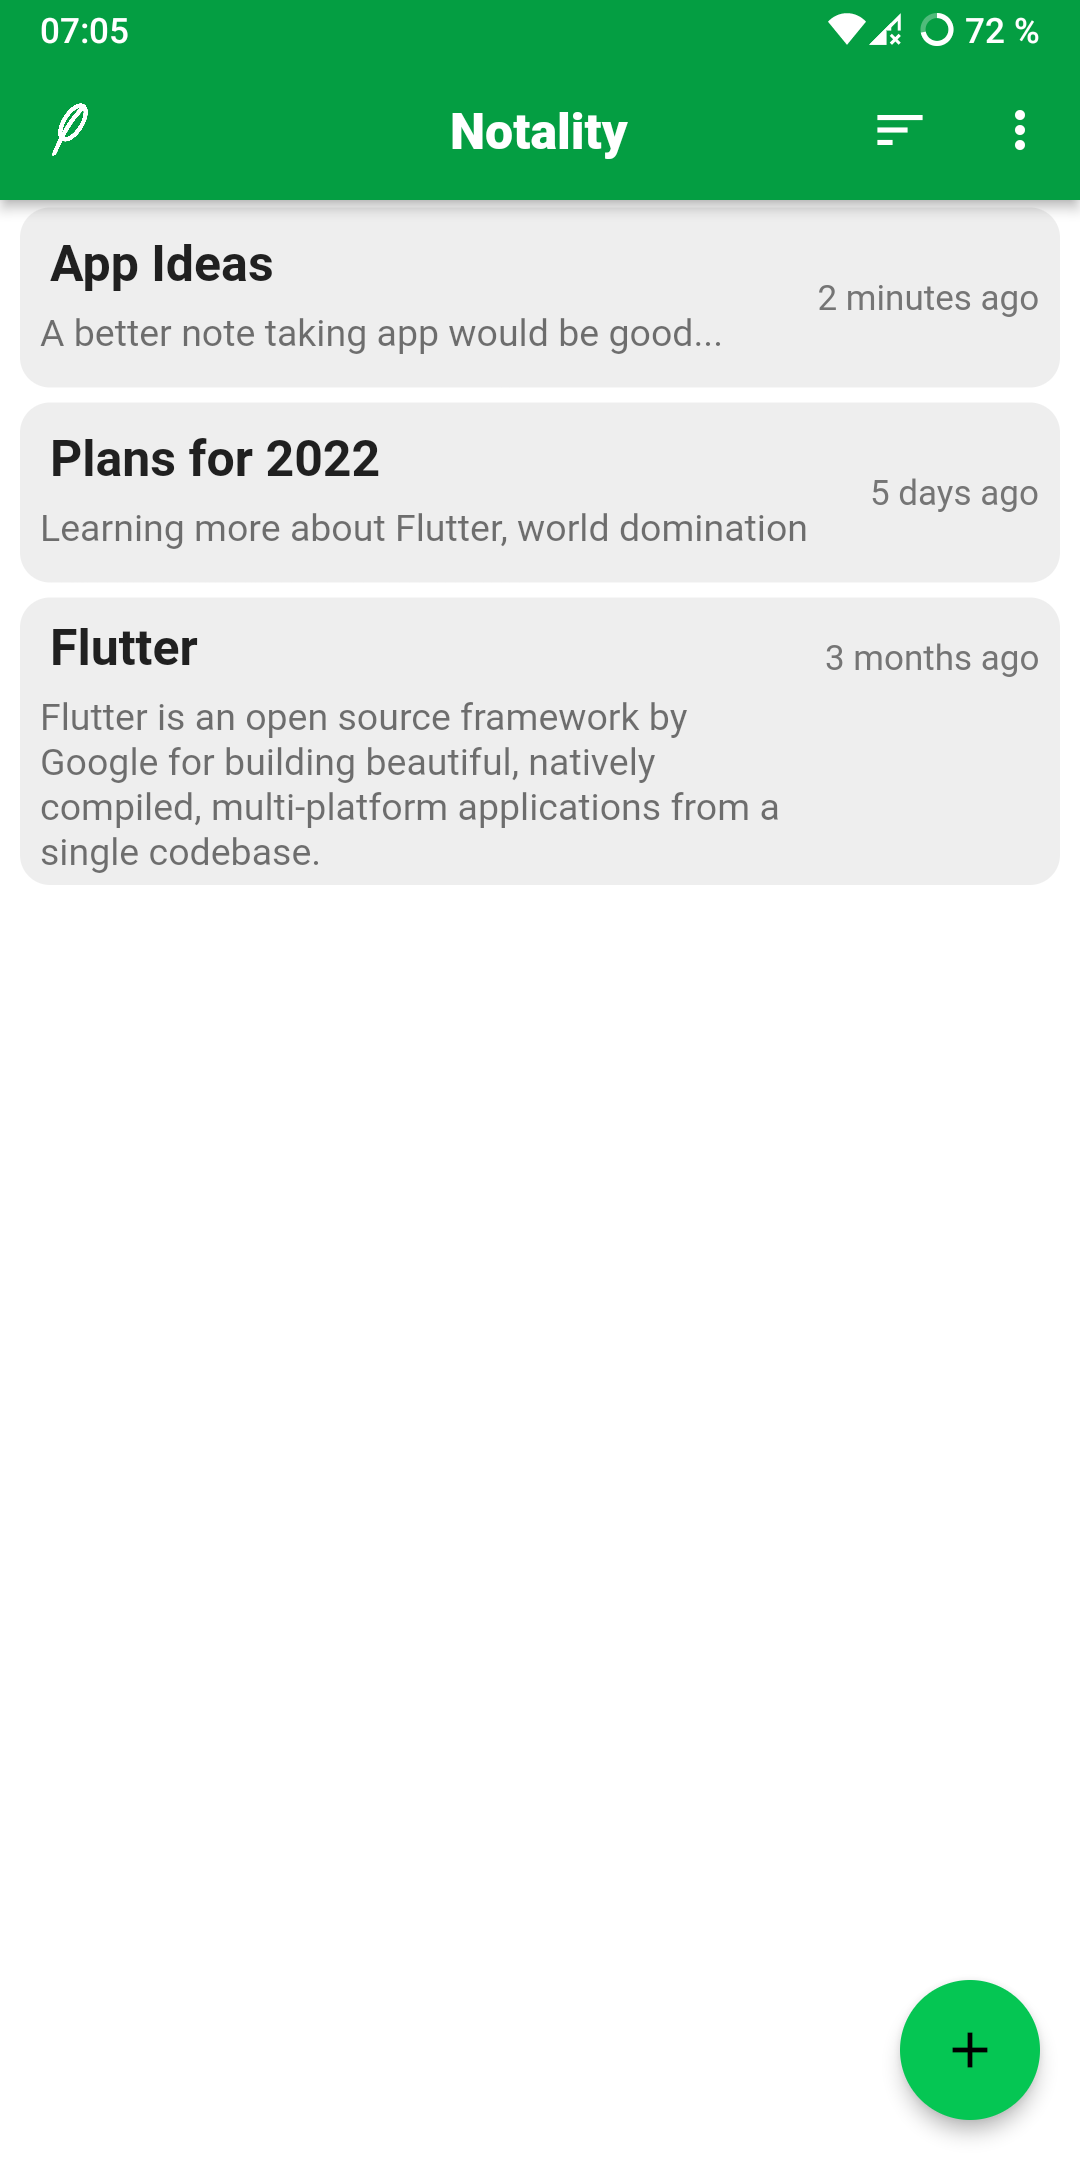 07:05
72 %
Notality
App Ideas
2 minutes ago
A better note taking app would be good...
Plans for 2022
5 days ago
Learning more about Flutter, world domination
Flutter
3 months ago
Flutter is an open source framework by
Google for building beautiful, natively
compiled, multi-platform applications from a
single codebase.